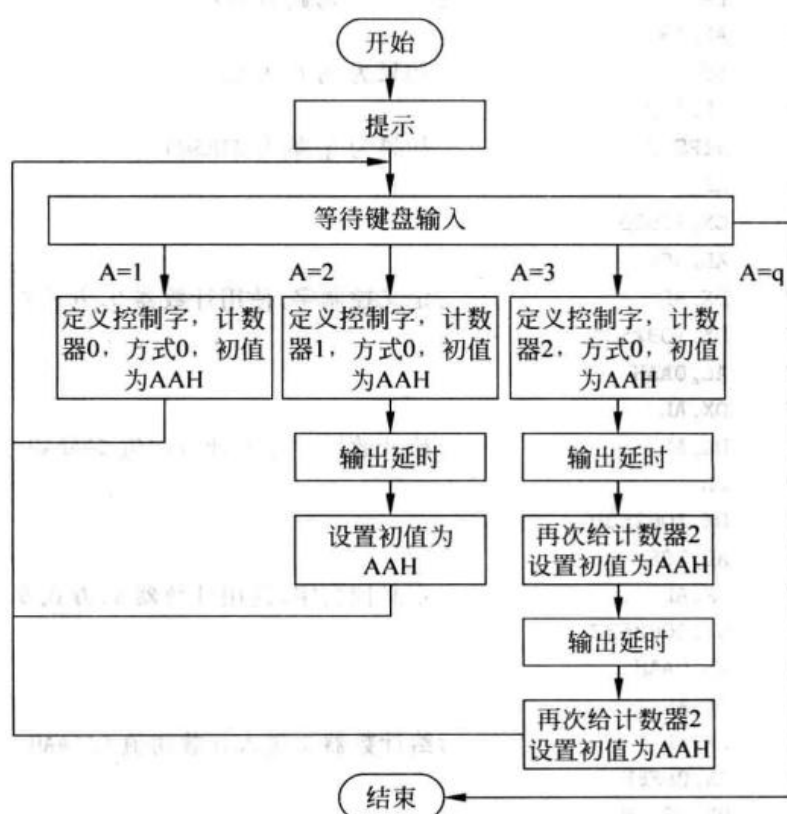 开始
提示
等待键盘输入
A=1
A=2
A=3
A=q
定义控制字，计数
器0，方式0，初值
为AAH
定义控制字，计数
器1，方式0，初值
为AAH
定义控制字，计数
器2，方式0，初值
为AAH
输出延时
输出延时
设置初值为
AAH
再次给计数器2
设置初值为AAH
输出延时
再次给计数器2
设置初值为AAH
结束